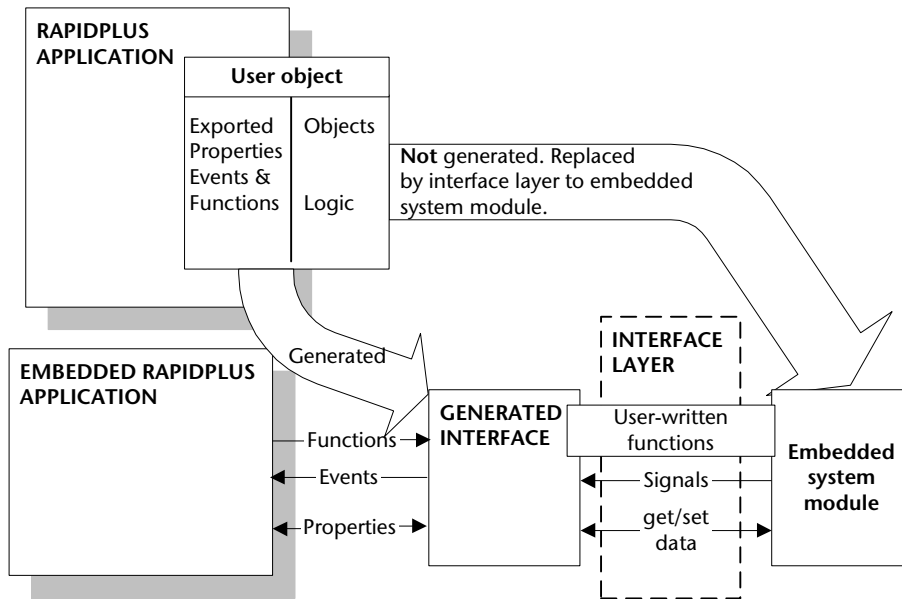 RAPIDPLUS
APPLICATION
User object
Exported
Properties
Events &
Functions
Objects
Logic
Not generated. Replaced
by interface layer to embedded
system module.
Generated
EMBEDDED RAPIDPLUS
APPLICATION
Functions
Events
Properties
GENERATED
INTERFACE
INTERFACE
LAYER
User-written
functions
Signals
get/set
data
Embedded
system
module